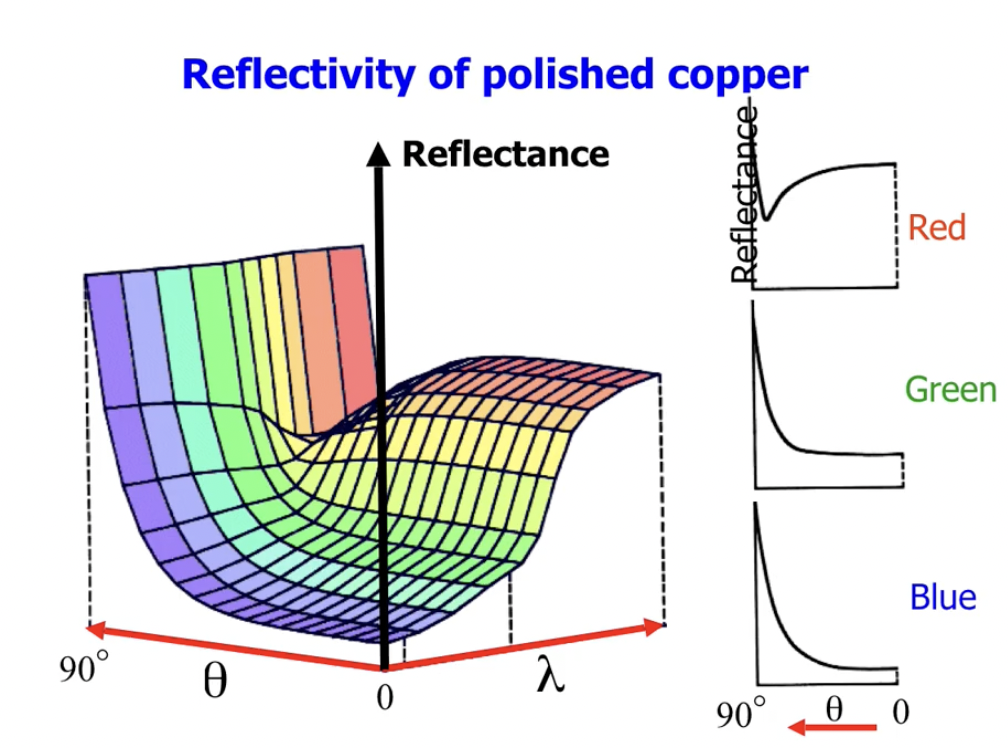 Reflectivity of polished copper
Reflectance
Reflectance
Red
Green
Blue
90°
θ
0
λ
90°
θ
0